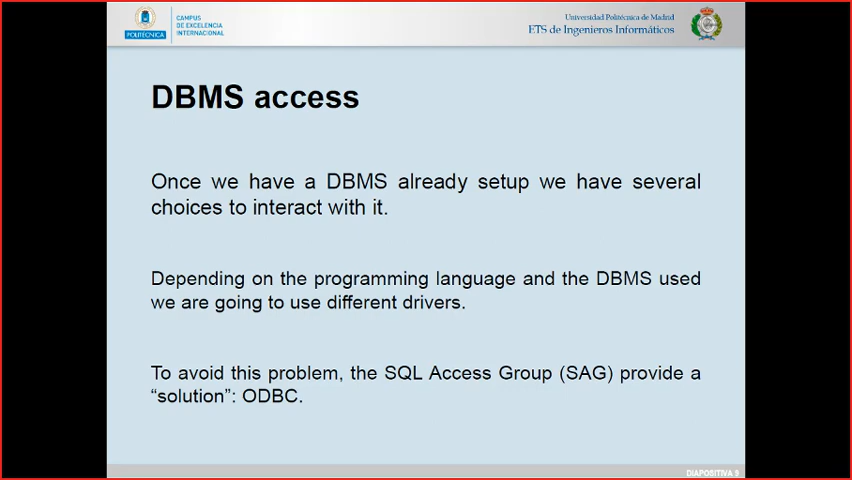 POLITÉCNICA
CAMPUS
DE EXCELENCIA
INTERNACIONAL
Universidad Politécnica de Madrid
ETS de Ingenieros Informáticos
DBMS access
Once we have a DBMS already setup we have several
choices to interact with it.
Depending on the programming language and the DBMS used
we are going to use different drivers.
To avoid this problem, the SQL Access Group (SAG) provide a
“solution”: ODBC.
DIAPOSITIVA 9